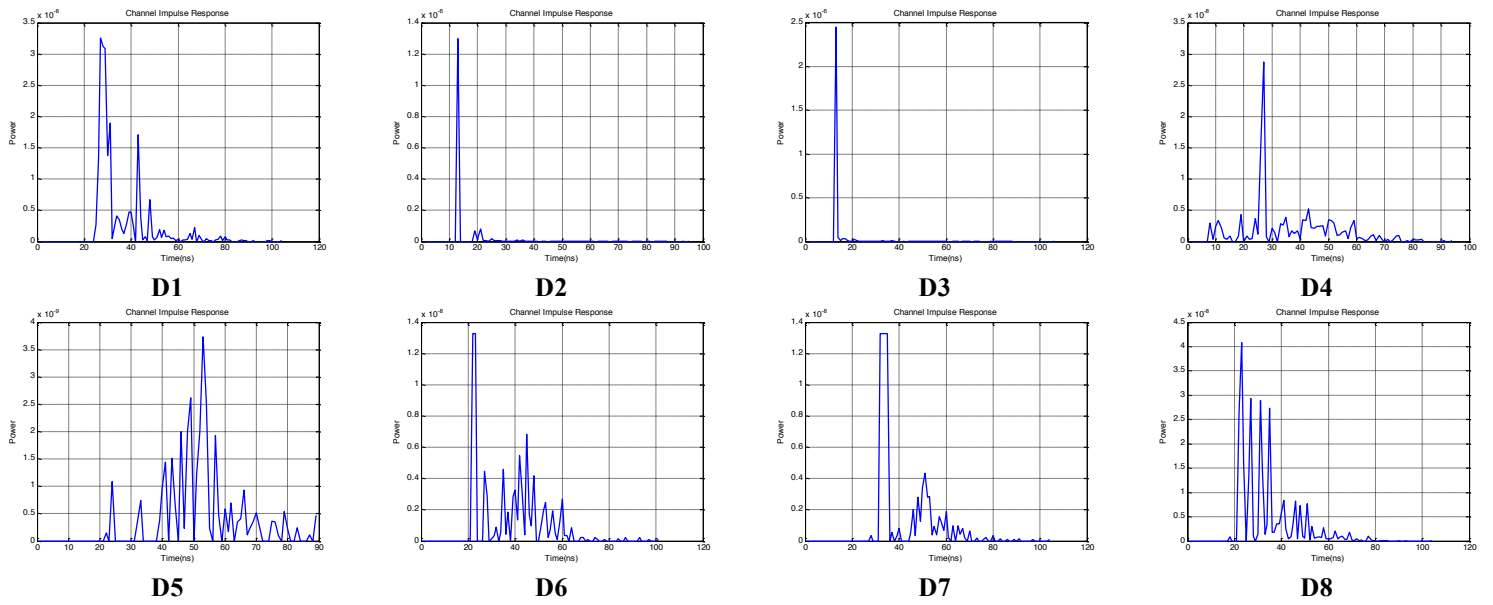 Channel Impulse Response
x 10^-8
3.5
3
2.5
2
1.5
1
0.5
0
Power
0 20 40 60 80 100 120
Time(ns)
D1
Channel Impulse Response
x 10^-6
1.4
1.2
1
0.8
0.6
0.4
0.2
0
Power
0 10 20 30 40 50 60 70 80 90 100
Time(ns)
D2
Channel Impulse Response
x 10^-6
2.5
2
1.5
1
0.5
0
Power
0 20 40 60 80 100 120
Time(ns)
D3
Channel Impulse Response
x 10^-8
3.5
3
2.5
2
1.5
1
0.5
0
Power
0 10 20 30 40 50 60 70 80 90 100
Time(ns)
D4
Channel Impulse Response
x 10^-9
4
3.5
3
2.5
2
1.5
1
0.5
0
Power
0 10 20 30 40 50 60 70 80 90
Time(ns)
D5
Channel Impulse Response
x 10^-8
1.4
1.2
1
0.8
0.6
0.4
0.2
0
Power
0 20 40 60 80 100 120
Time(ns)
D6
Channel Impulse Response
x 10^-8
1.4
1.2
1
0.8
0.6
0.4
0.2
0
Power
0 20 40 60 80 100 120
Time(ns)
D7
Channel Impulse Response
x 10^-8
4.5
4
3.5
3
2.5
2
1.5
1
0.5
0
Power
0 20 40 60 80 100 120
Time(ns)
D8